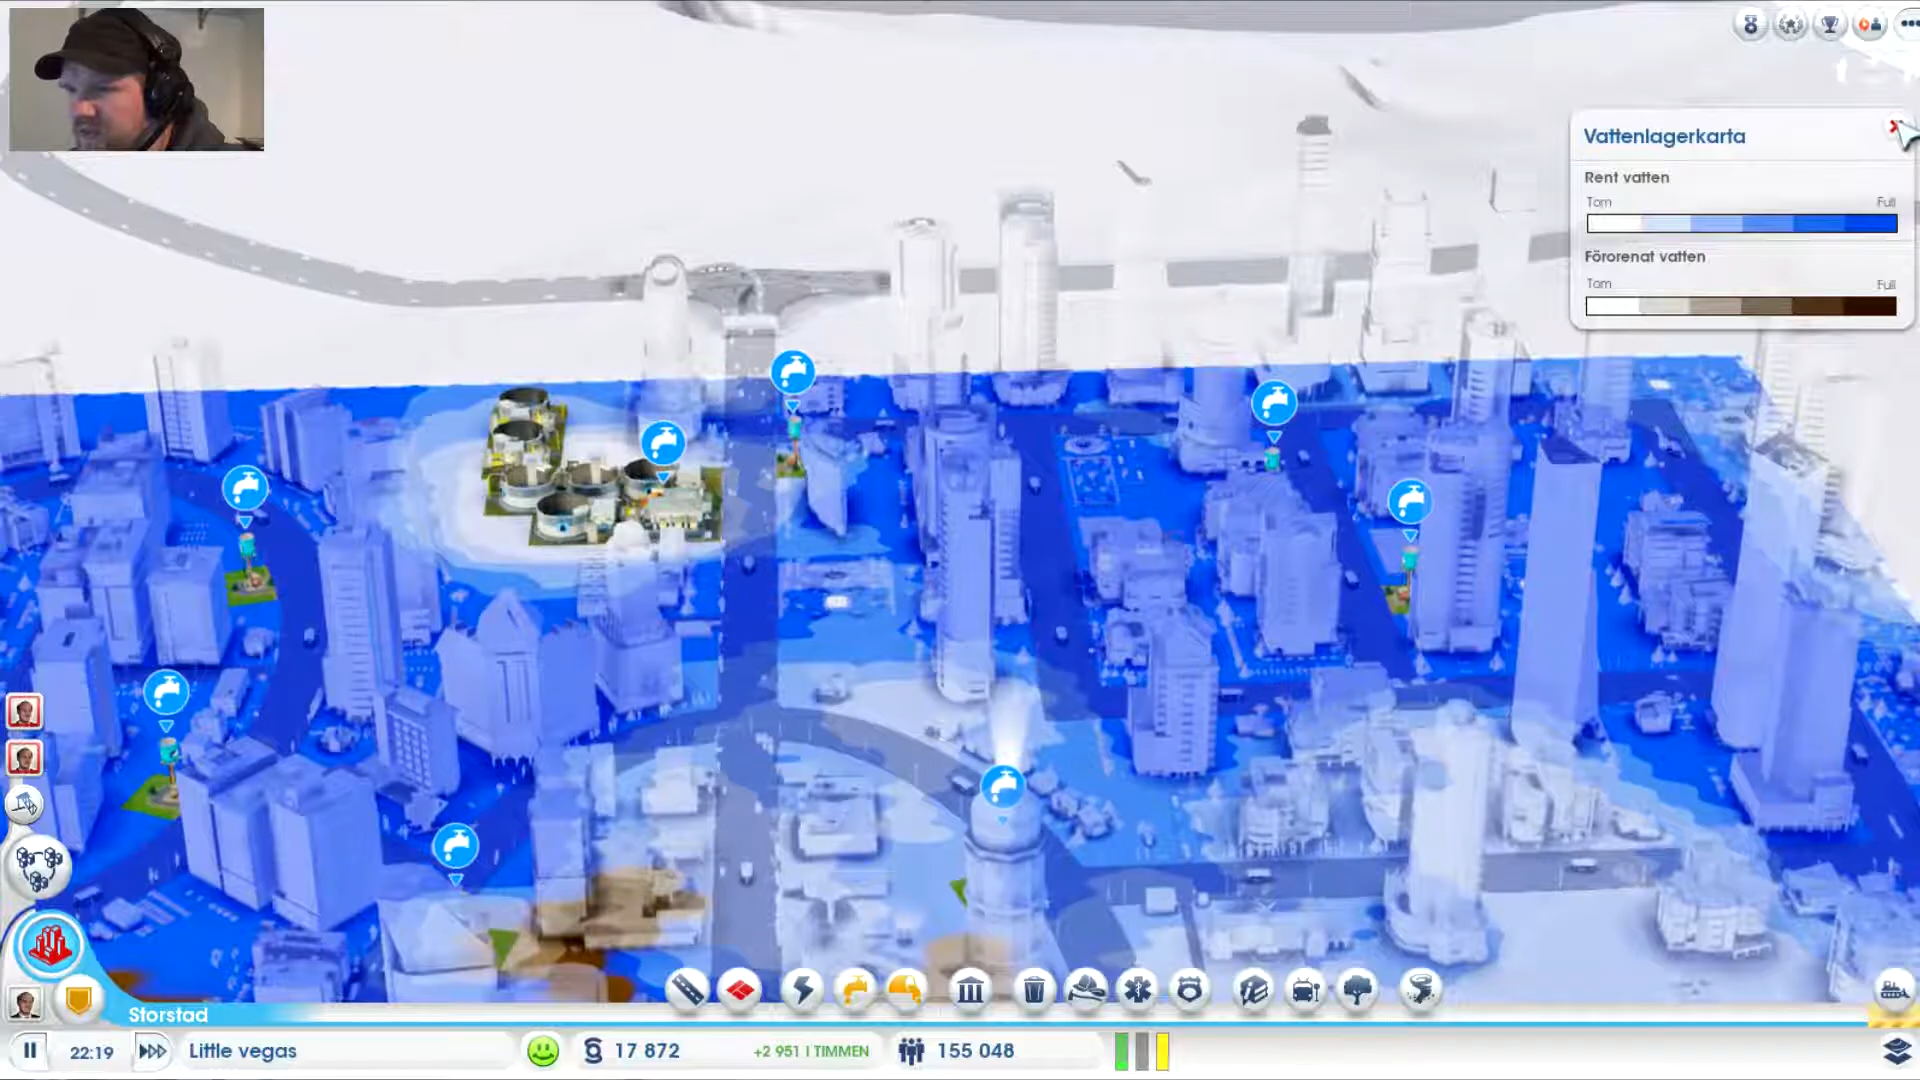 Vattenlagerkarta
Rent vatten
Tom Full
Förorenat vatten
Tom Full
Storstad
22:19 Little vegas 17 872 +2 951 I TIMMEN 155 048